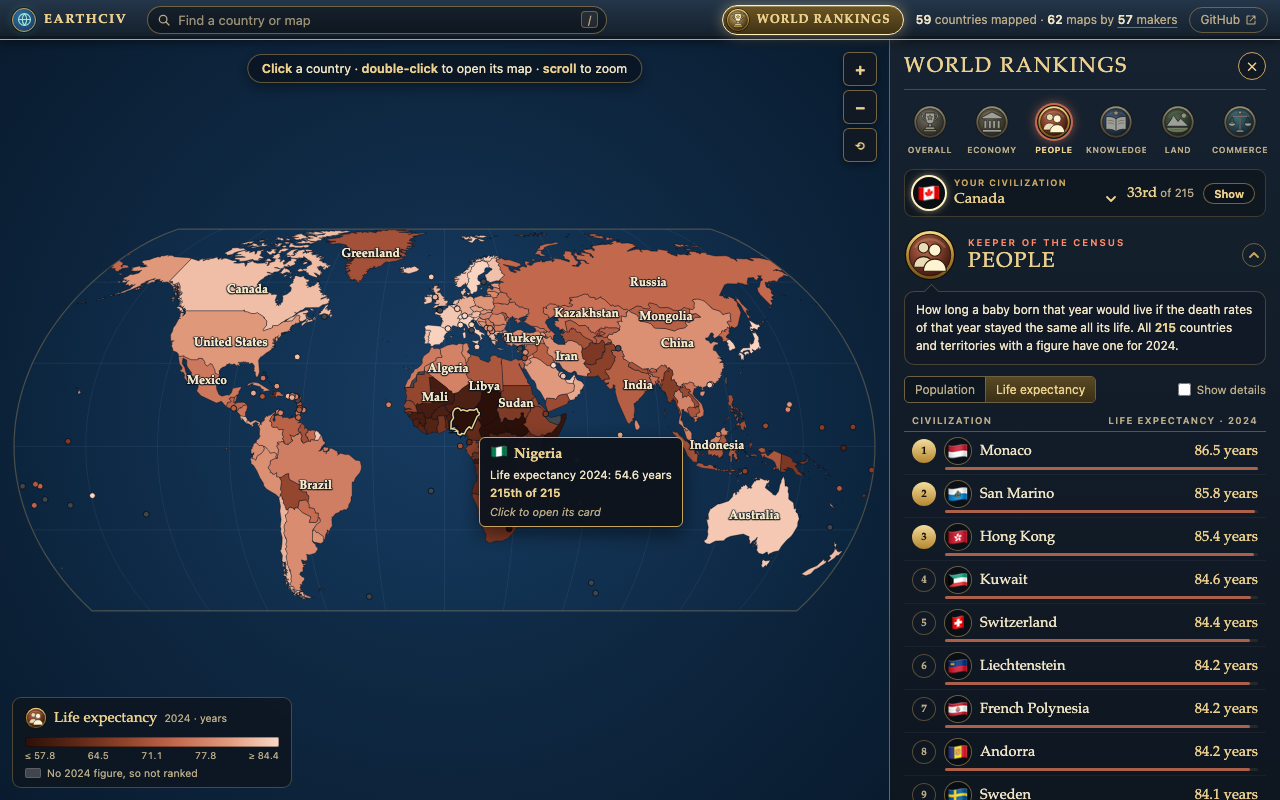 EARTHCIV
Find a country or map
/
WORLD RANKINGS
59 countries mapped · 62 maps by 57 makers
GitHub
Click a country · double-click to open its map · scroll to zoom
+
−
Greenland
Canada
Russia
Kazakhstan
Mongolia
United States
Turkey
China
Iran
Algeria
Mexico
Libya
India
Mali
Sudan
Indonesia
Brazil
Australia
Nigeria
Life expectancy 2024: 54.6 years
215th of 215
Click to open its card
Life expectancy 2024 · years
≤ 57.8 64.5 71.1 77.8 ≥ 84.4
No 2024 figure, so not ranked
WORLD RANKINGS
OVERALL ECONOMY PEOPLE KNOWLEDGE LAND COMMERCE
YOUR CIVILIZATION
Canada
33rd of 215
Show
KEEPER OF THE CENSUS
PEOPLE
How long a baby born that year would live if the death rates
of that year stayed the same all its life. All 215 countries
and territories with a figure have one for 2024.
Population Life expectancy Show details
CIVILIZATION LIFE EXPECTANCY · 2024
1 Monaco 86.5 years
2 San Marino 85.8 years
3 Hong Kong 85.4 years
4 Kuwait 84.6 years
5 Switzerland 84.4 years
6 Liechtenstein 84.2 years
7 French Polynesia 84.2 years
8 Andorra 84.2 years
9 Sweden 84.1 years